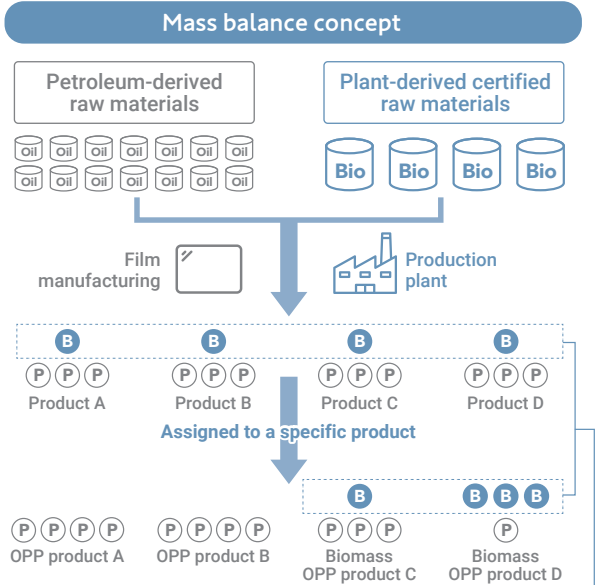 Mass balance concept
Petroleum-derived
raw materials
Plant-derived certified
raw materials
Oil Oil Oil Oil Oil Oil Oil
Oil Oil Oil Oil Oil Oil Oil
Bio Bio Bio Bio
Film
manufacturing
Production
plant
B B B B
P P P P P P P P P P P P
Product A Product B Product C Product D
Assigned to a specific product
B B B B
P P P P P P P P P P P P
OPP product A OPP product B Biomass
OPP product C Biomass
OPP product D